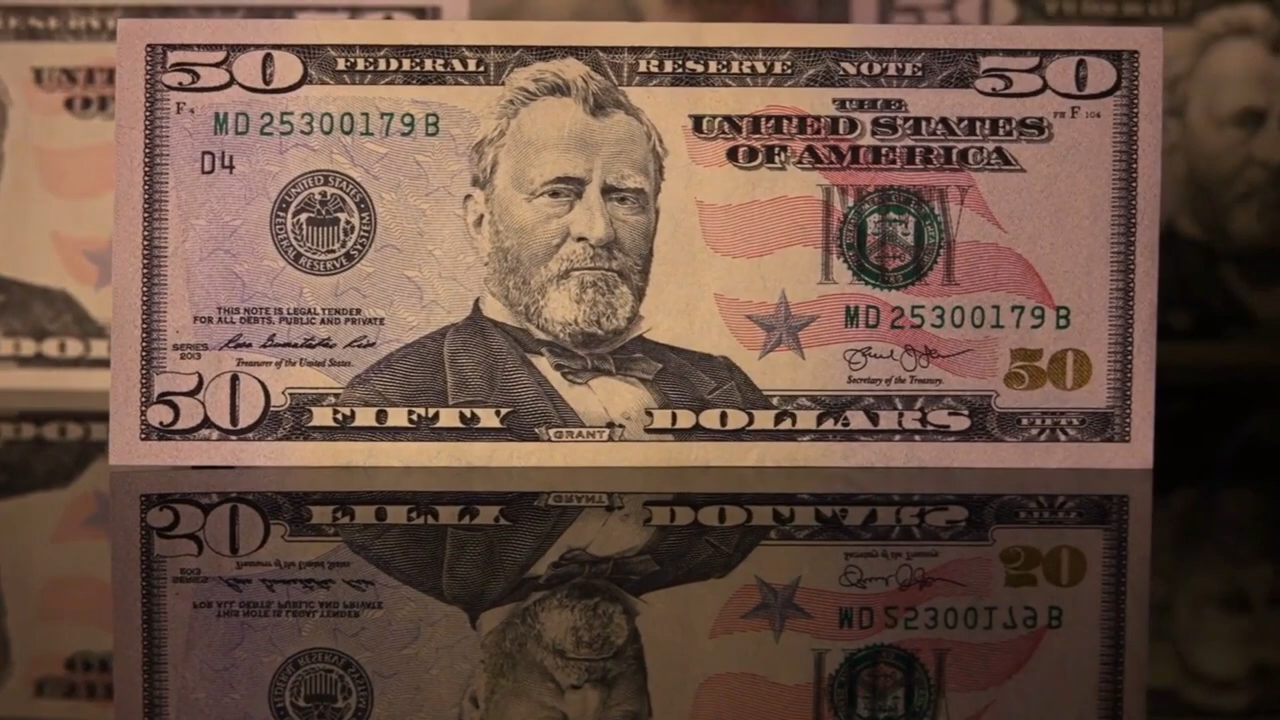 50 FEDERAL RESERVE NOTE 50
F4
FW F 104
MD 25300179 B
D4
THE
UNITED STATES
OF AMERICA
UNITED STATES
FEDERAL RESERVE SYSTEM
FIFTY
MD 25300179 B
THIS NOTE IS LEGAL TENDER
FOR ALL DEBTS, PUBLIC AND PRIVATE
SERIES
2013
Treasurer of the United States.
Secretary of the Treasury.
50
50 FIFTY DOLLARS FIFTY
GRANT